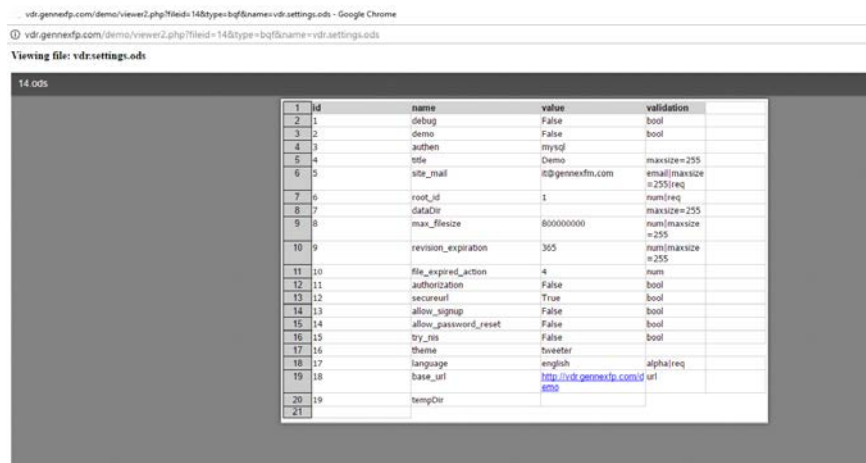 vdr.gennexfp.com/demo/viewer2.php?fileid=14&type=bqf&name=vdr.settings.ods - Google Chrome
vdr.gennexfp.com/demo/viewer2.php?fileid=14&type=bqf&name=vdr.settings.ods
Viewing file: vdr.settings.ods
14.ods
1 id name value validation
2 1 debug False bool
3 2 demo False bool
4 3 authen mysql
5 4 title Demo maxsize=255
6 5 site_mail it@gennexfm.com email|maxsize
=255|req
7 6 root_id 1 num|req
8 7 dataDir maxsize=255
9 8 max_filesize 800000000 num|maxsize
=255
10 9 revision_expiration 365 num|maxsize
=255
11 10 file_expired_action 4 num
12 11 authorization False bool
13 12 secureurl True bool
14 13 allow_signup False bool
15 14 allow_password_reset False bool
16 15 try_nis False bool
17 16 theme tweeter
18 17 language english alpha|req
19 18 base_url http://vdr.gennexfp.com/d url
emo
20 19 tempDir
21